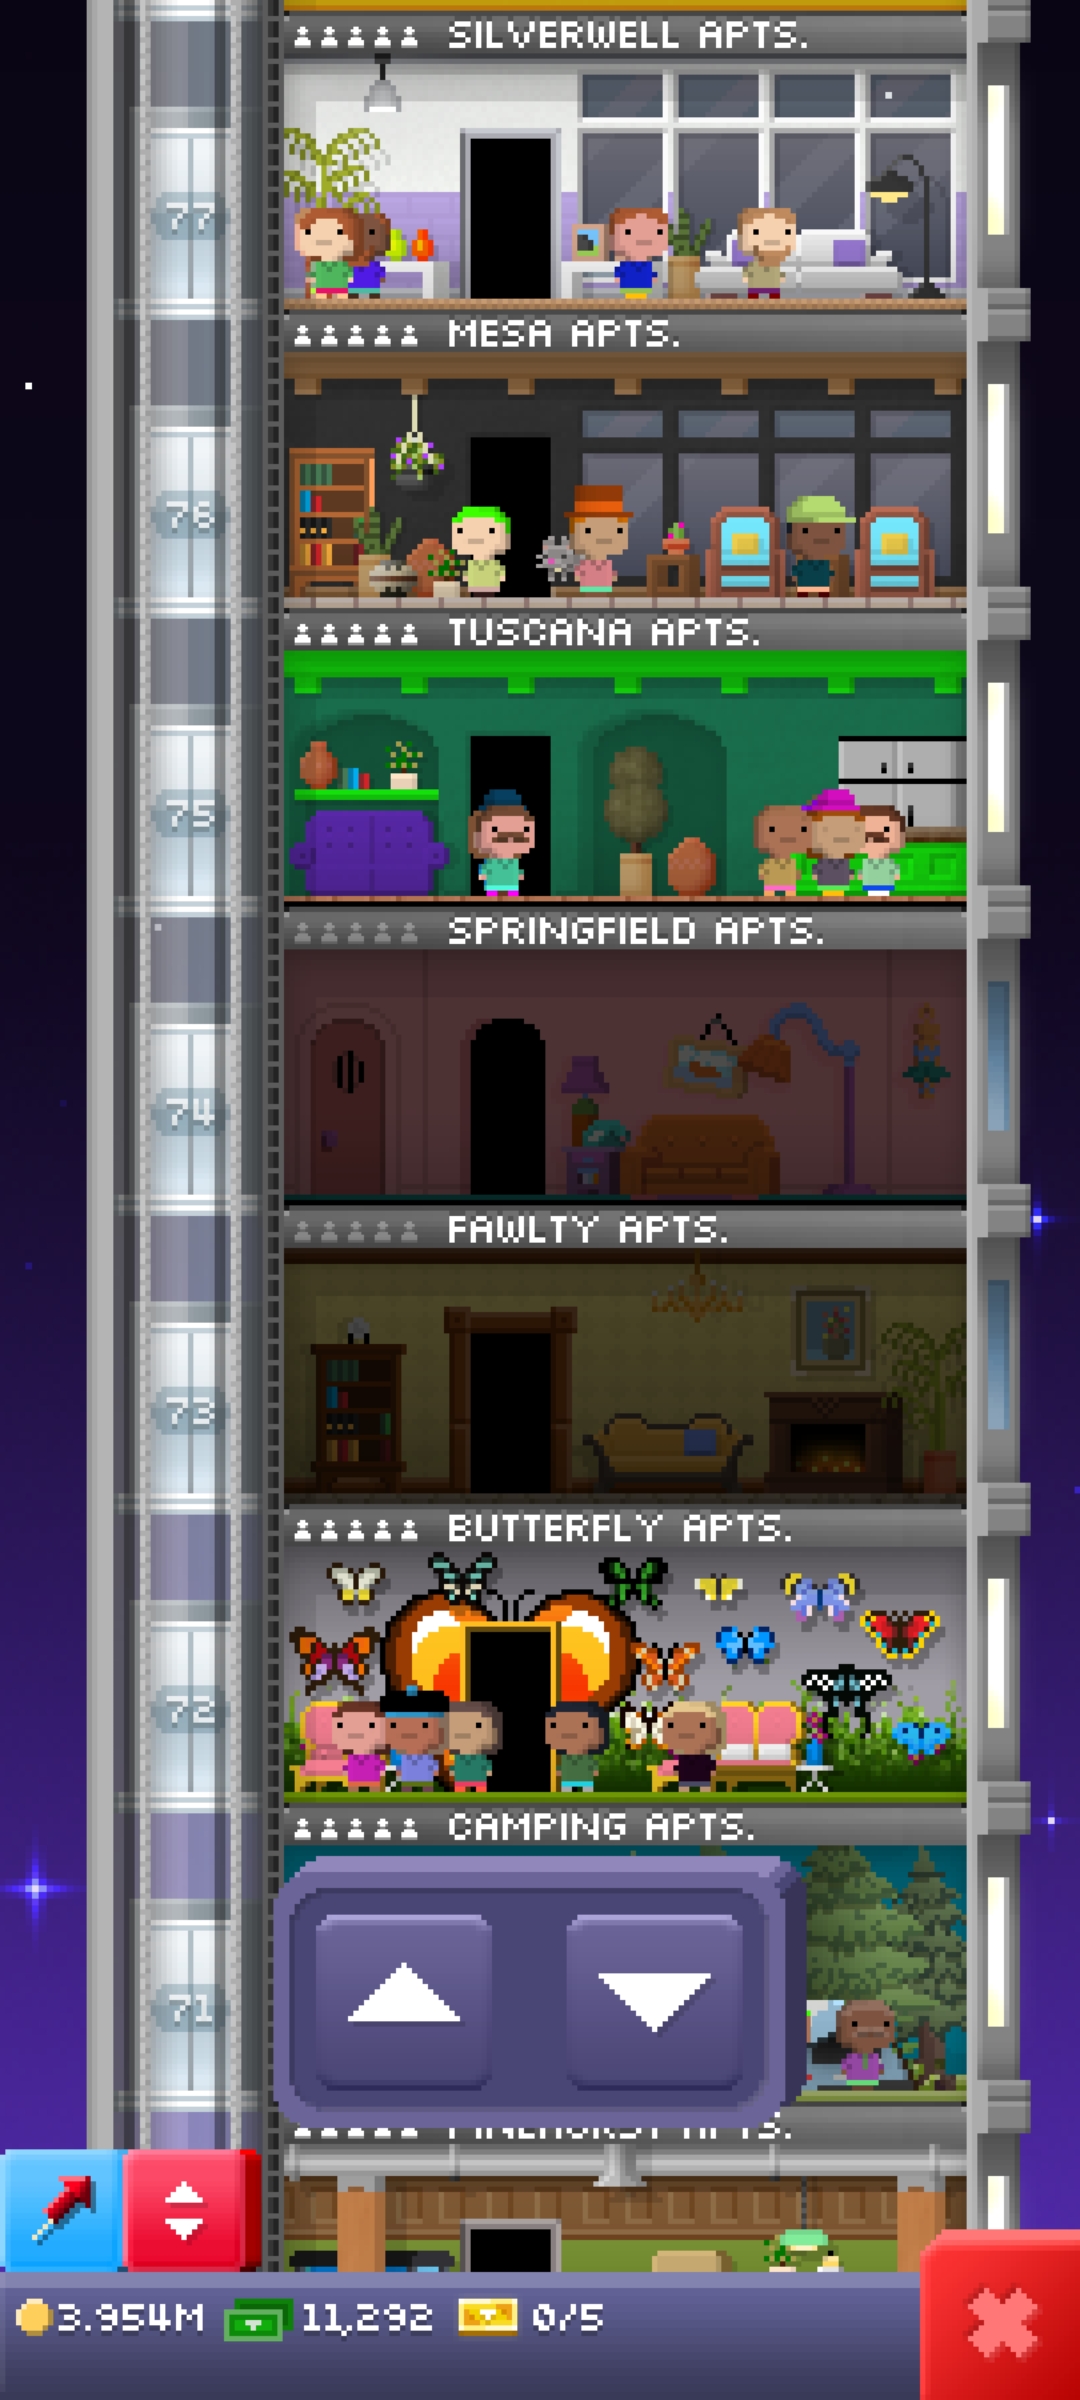 SILVERWELL APTS.
77
MESA APTS.
76
TUSCANA APTS.
75
SPRINGFIELD APTS.
74
FAWLTY APTS.
73
BUTTERFLY APTS.
72
CAMPING APTS.
71
PINEHURST APTS.
3.954M 11,292 0/5